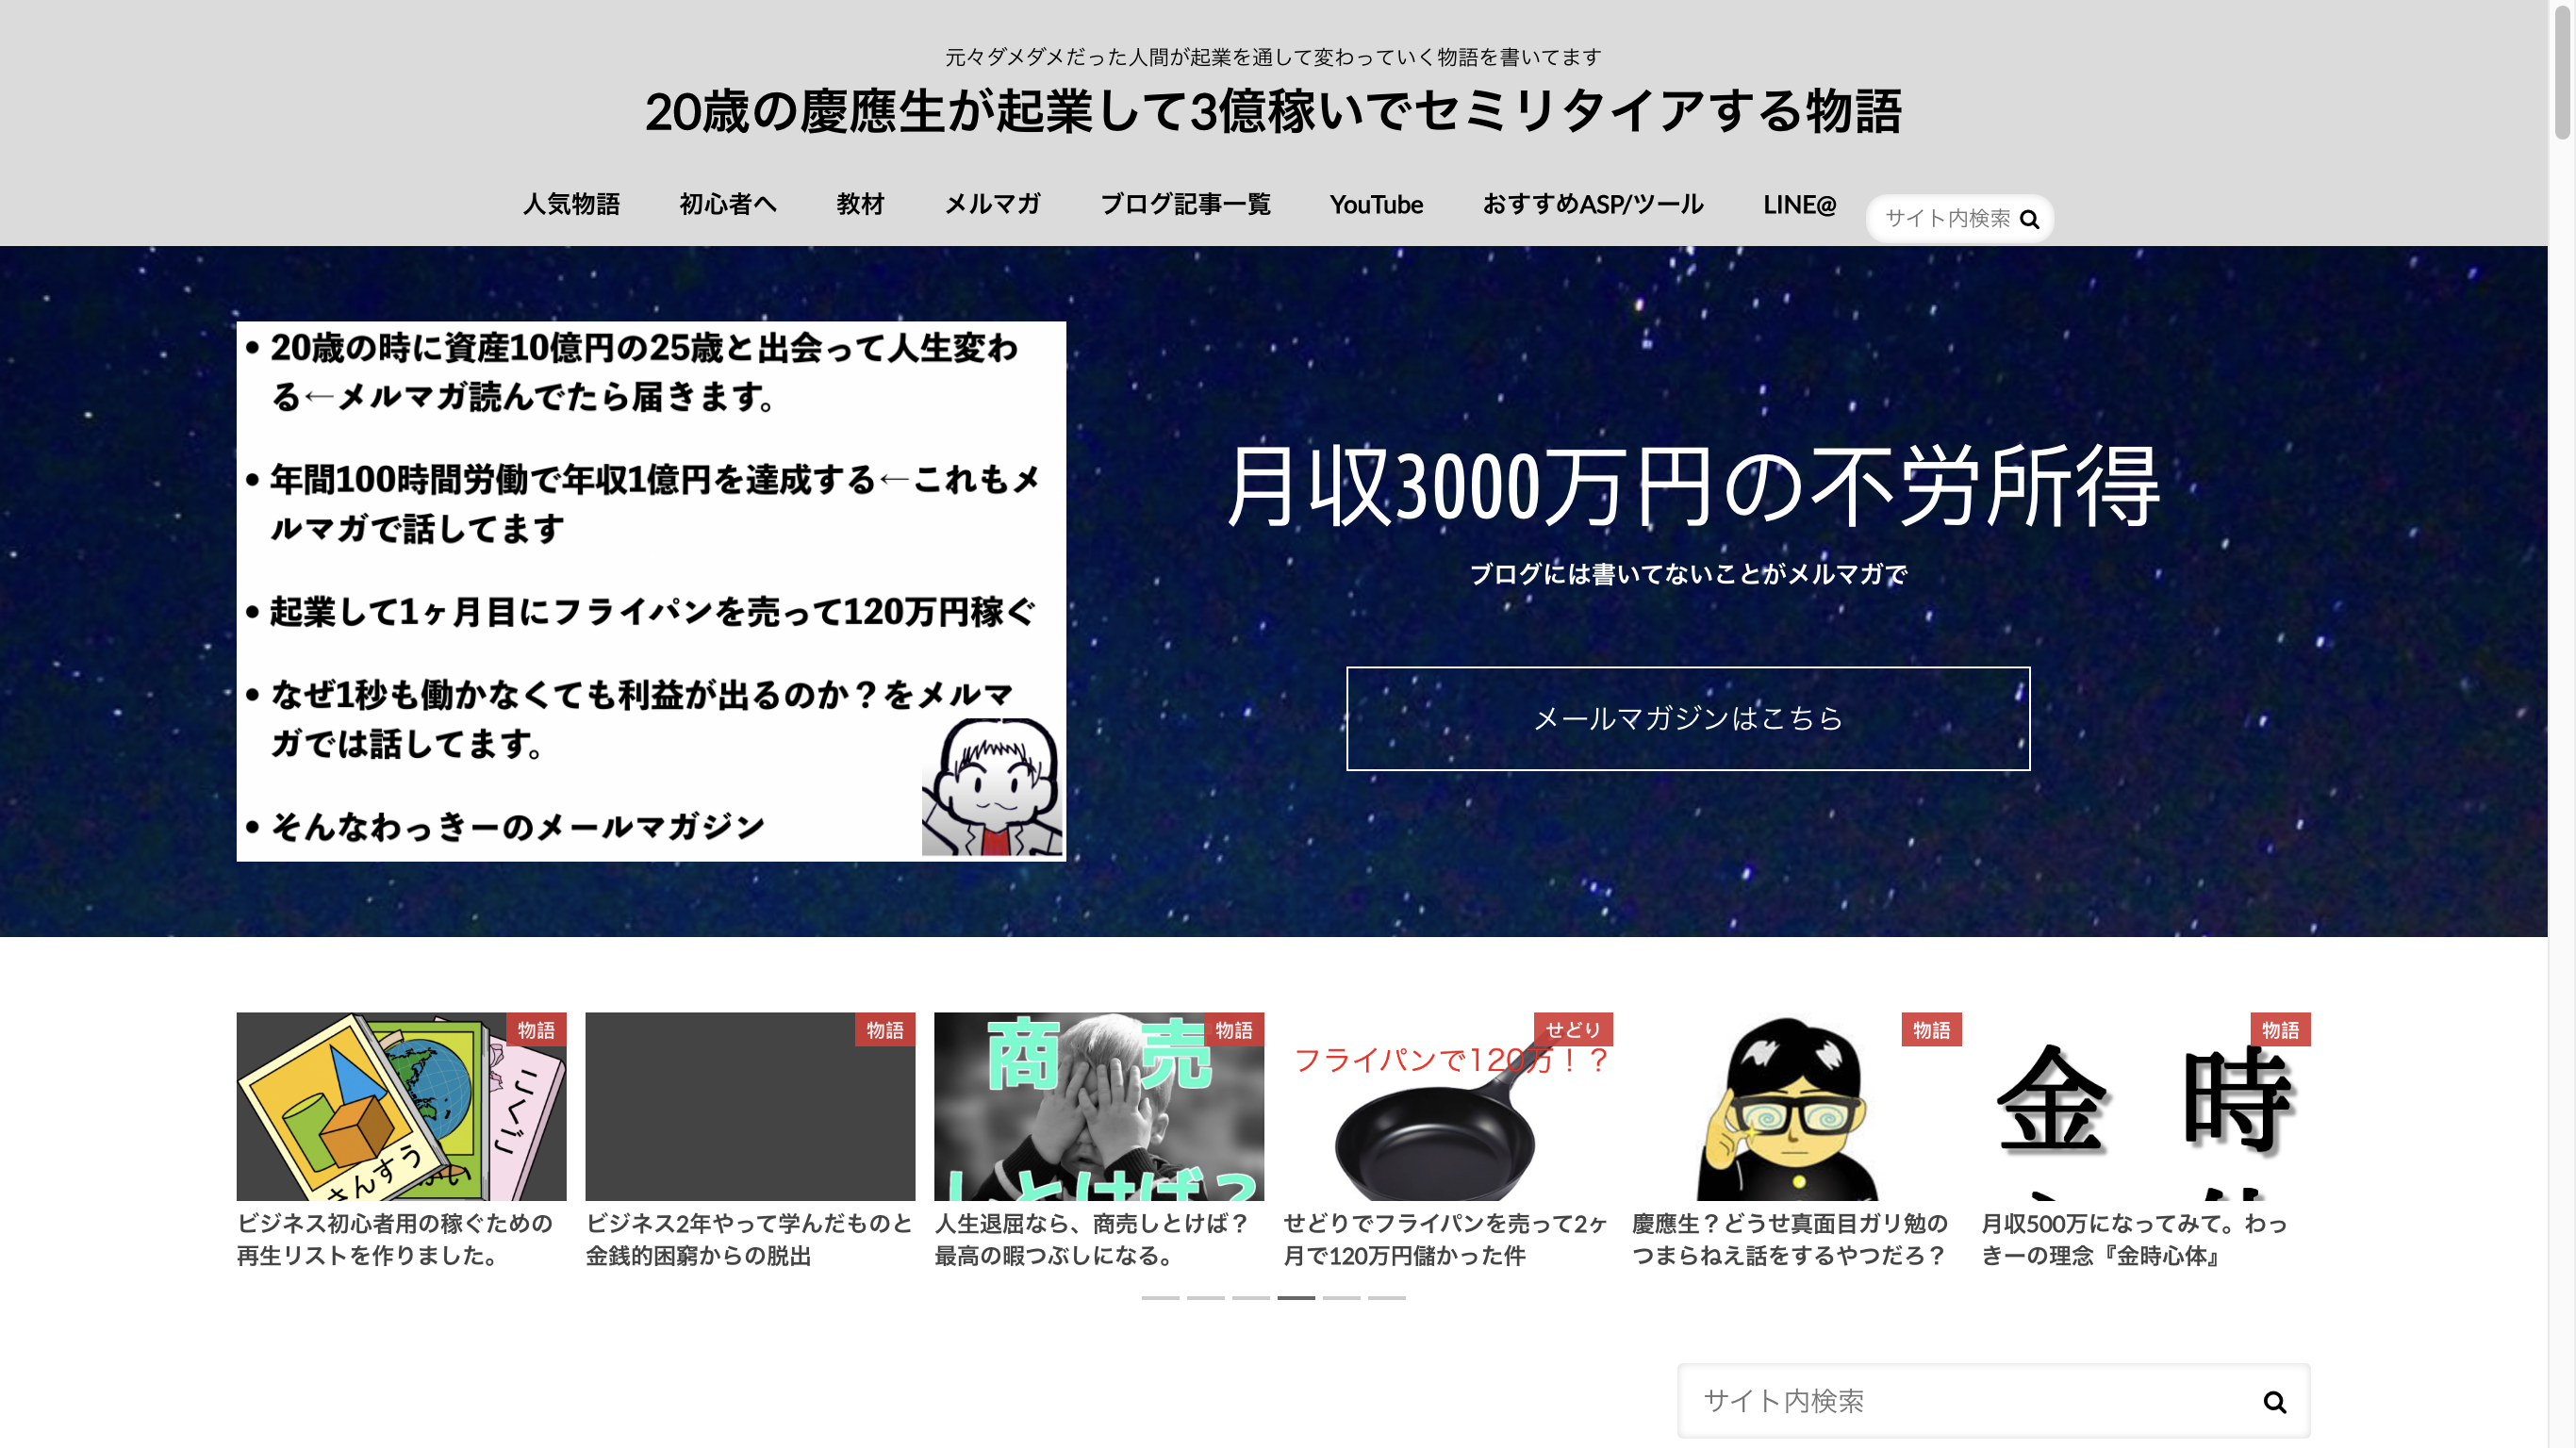 元々ダメダメだった人間が起業を通して変わっていく物語を書いてます
20歳の慶應生が起業して3億稼いでセミリタイアする物語
人気物語 初心者へ 教材 メルマガ ブログ記事一覧 YouTube おすすめASP/ツール LINE@ サイト内検索
• 20歳の時に資産10億円の25歳と出会って人生変わ
る←メルマガ読んでたら届きます。
• 年間100時間労働で年収1億円を達成する←これもメ
ルマガで話してます
• 起業して1ヶ月目にフライパンを売って120万円稼ぐ
• なぜ1秒も働かなくても利益が出るのか？をメルマ
ガでは話してます。
• そんなわっきーのメールマガジン
月収3000万円の不労所得
ブログには書いてないことがメルマガで
メールマガジンはこちら
物語
こくご
さんすう
ビジネス初心者用の稼ぐための
再生リストを作りました。
物語
ビジネス2年やって学んだものと
金銭的困窮からの脱出
物語
商 売
しとけば？
人生退屈なら、商売しとけば？
最高の暇つぶしになる。
せどり
フライパンで120万！？
せどりでフライパンを売って2ヶ
月で120万円儲かった件
物語
慶應生？どうせ真面目ガリ勉の
つまらねえ話をするやつだろ？
物語
金 時
月収500万になってみて。わっ
きーの理念『金時心体』
サイト内検索